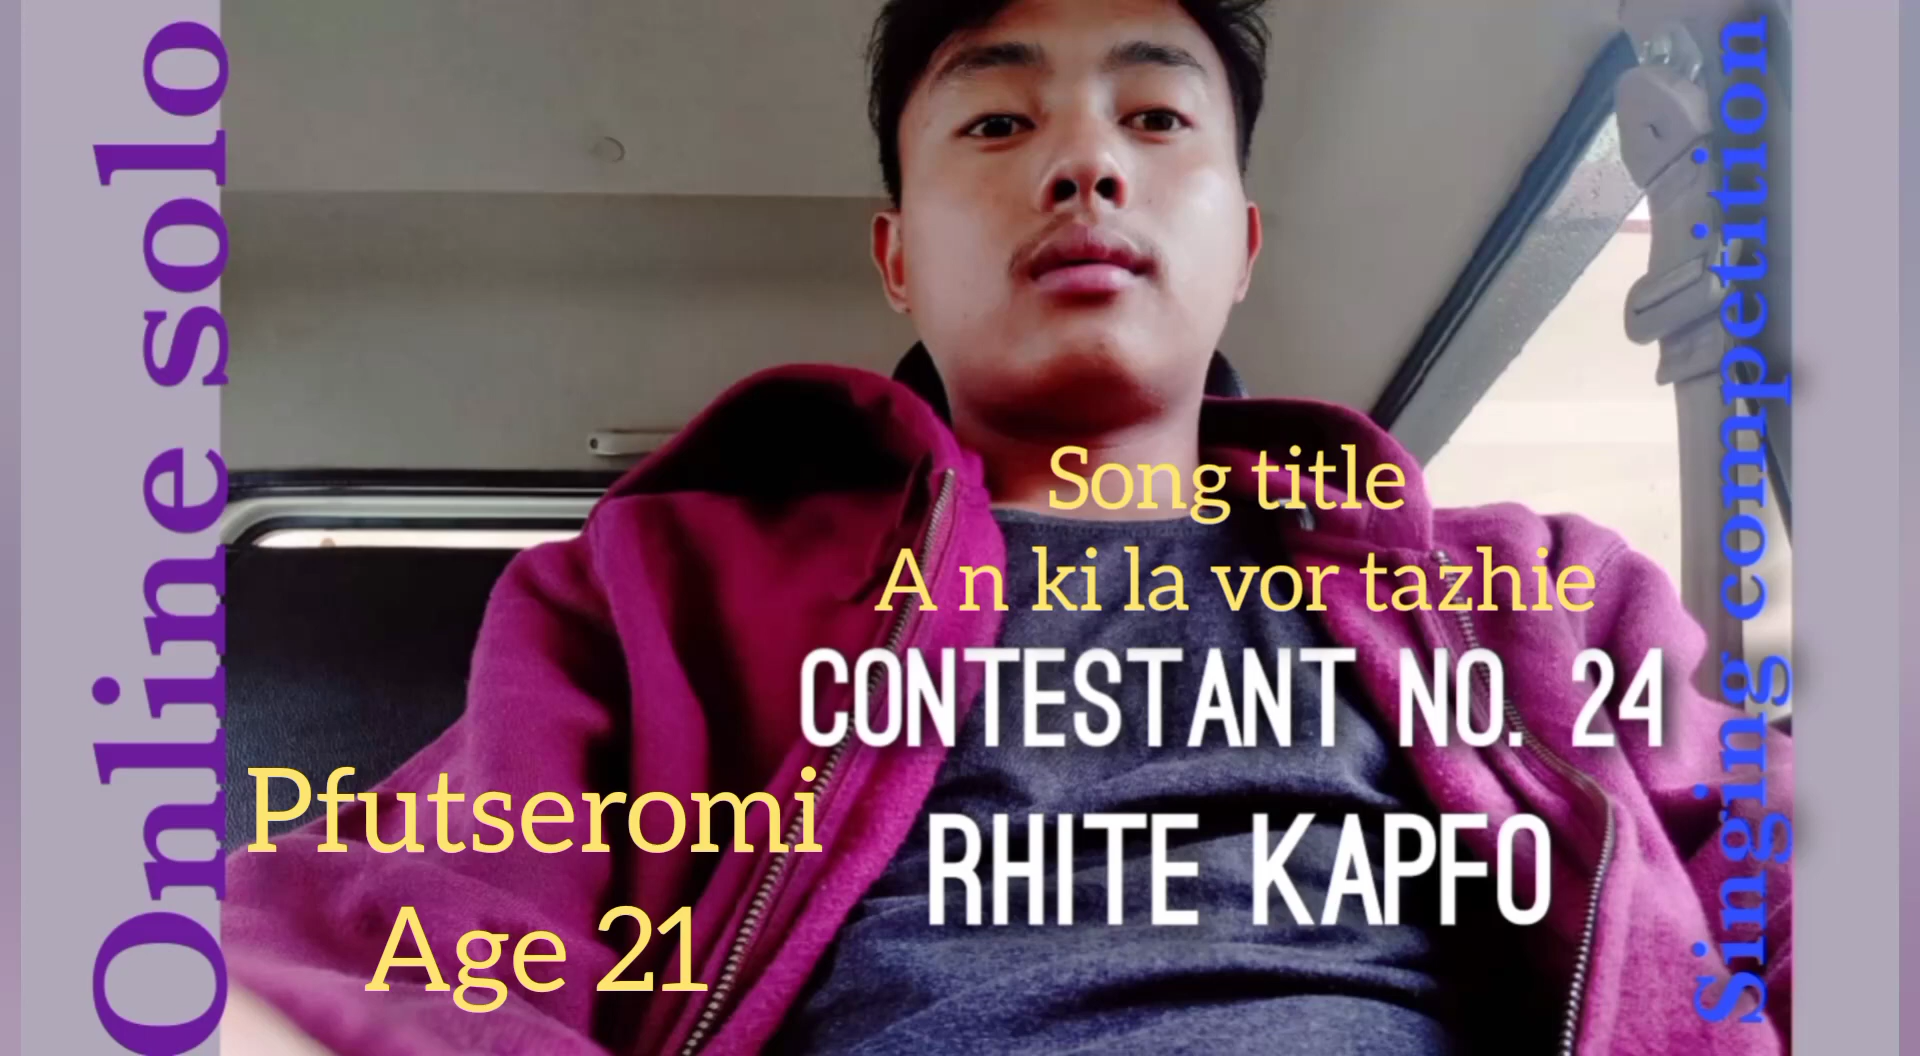 Online solo
Singing competition
Song title
A n ki la vor tazhie
CONTESTANT NO. 24
RHITE KAPFO
Pfutseromi
Age 21